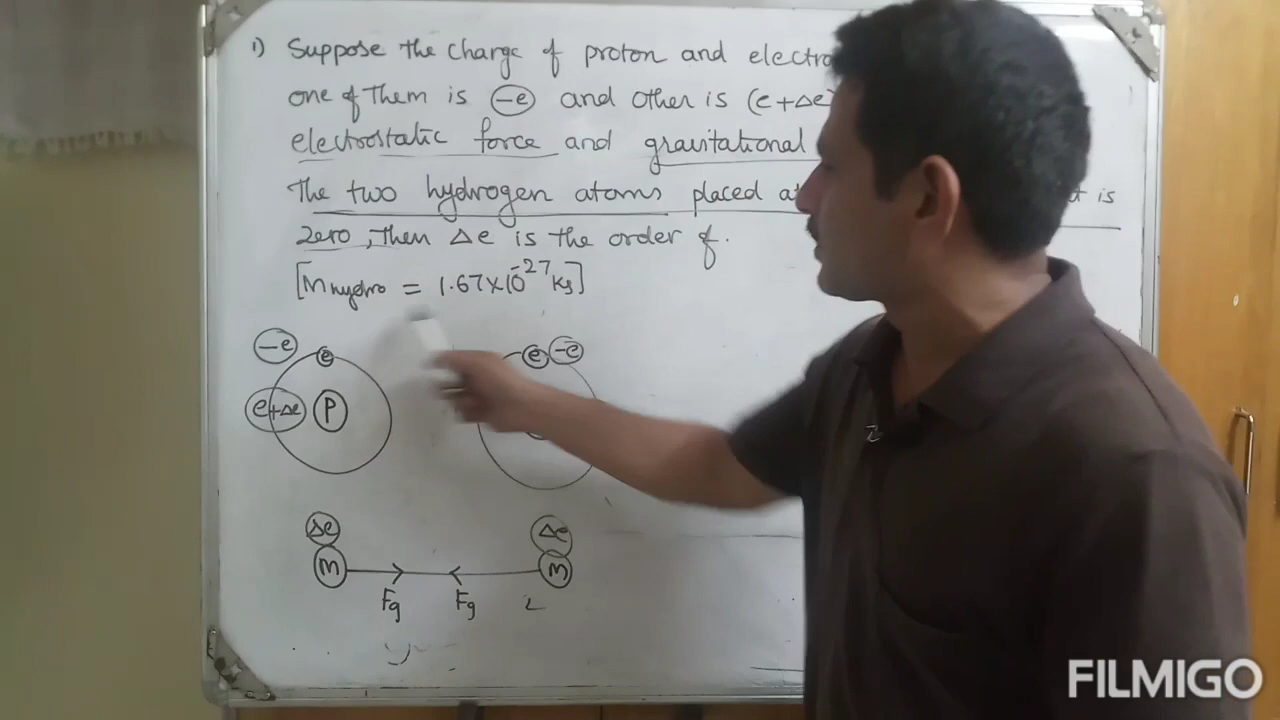 1) Suppose the charge of proton and electro
one of Them is -e and other is (e+Δe)
electrostatic force and gravitational
The two hydrogen atoms placed at is
zero, then Δe is the order of.
[Mhydro = 1.67×10^-27 kg]
-e e e -e
e+Δe P
Δe Δe
m m
Fg Fg
FILMIGO